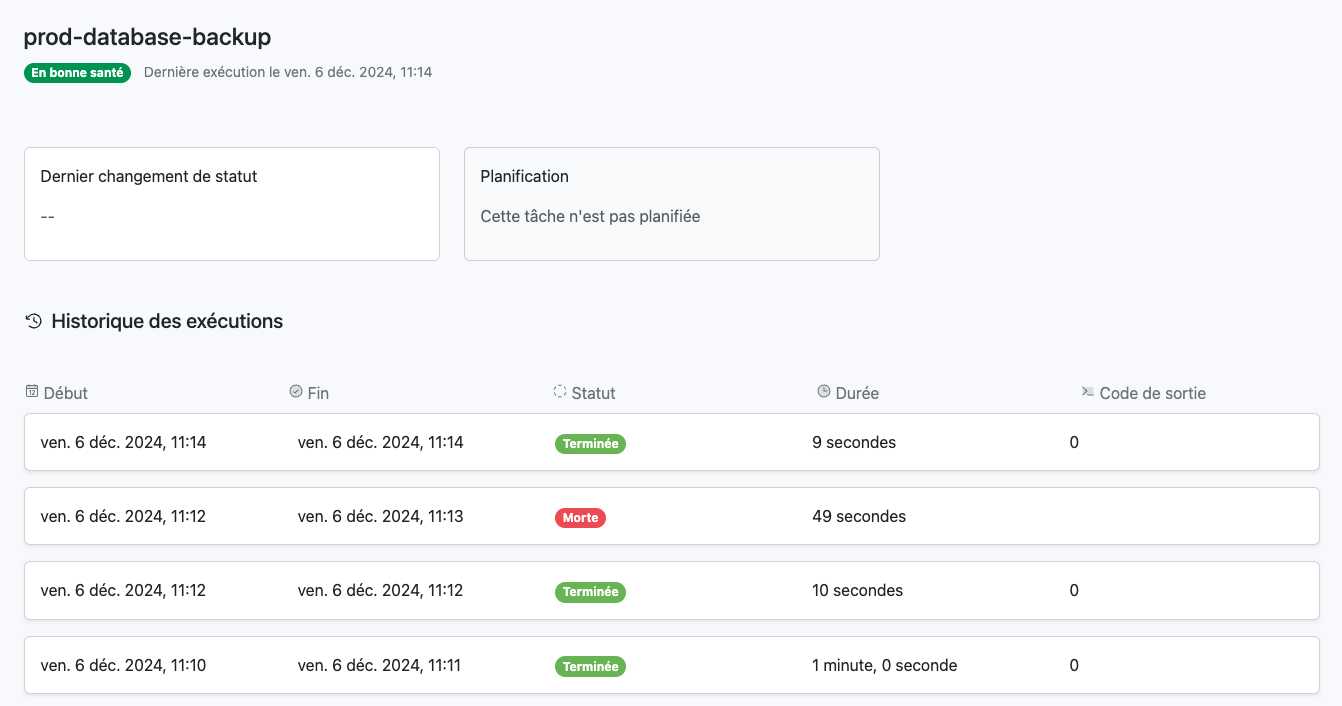 prod-database-backup
En bonne santé Dernière exécution le ven. 6 déc. 2024, 11:14
Dernier changement de statut
--
Planification
Cette tâche n'est pas planifiée
Historique des exécutions
Début Fin Statut Durée Code de sortie
ven. 6 déc. 2024, 11:14 ven. 6 déc. 2024, 11:14 Terminée 9 secondes 0
ven. 6 déc. 2024, 11:12 ven. 6 déc. 2024, 11:13 Morte 49 secondes
ven. 6 déc. 2024, 11:12 ven. 6 déc. 2024, 11:12 Terminée 10 secondes 0
ven. 6 déc. 2024, 11:10 ven. 6 déc. 2024, 11:11 Terminée 1 minute, 0 seconde 0